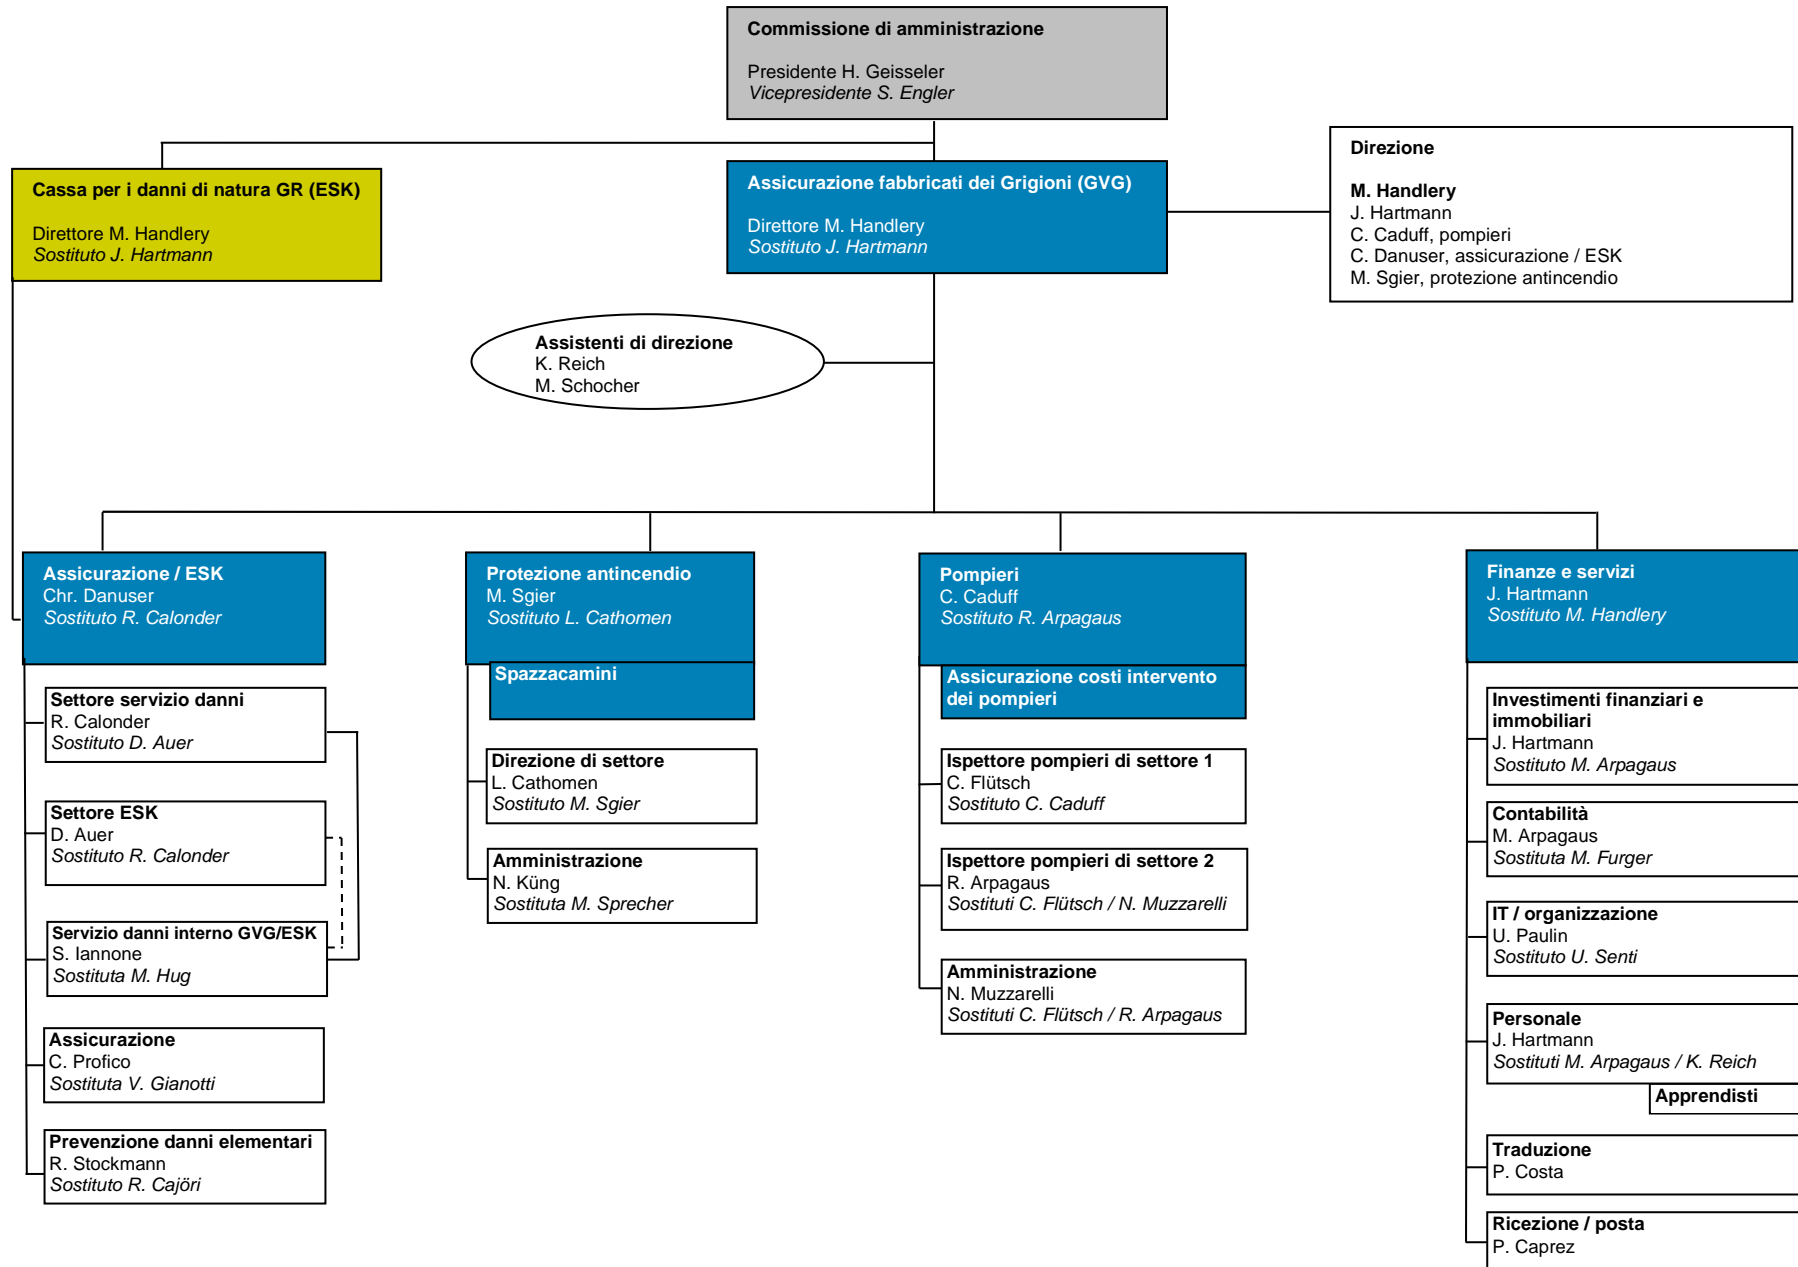 Commissione di amministrazione
Presidente H. Geisseler
Vicepresidente S. Engler
Cassa per i danni di natura GR (ESK)
Direttore M. Handlery
Sostituto J. Hartmann
Assicurazione fabbricati dei Grigioni (GVG)
Direttore M. Handlery
Sostituto J. Hartmann
Direzione
M. Handlery
J. Hartmann
C. Caduff, pompieri
C. Danuser, assicurazione / ESK
M. Sgier, protezione antincendio
Assistenti di direzione
K. Reich
M. Schocher
Assicurazione / ESK
Chr. Danuser
Sostituto R. Calonder
Settore servizio danni
R. Calonder
Sostituto D. Auer
Settore ESK
D. Auer
Sostituto R. Calonder
Servizio danni interno GVG/ESK
S. Iannone
Sostituta M. Hug
Assicurazione
C. Profico
Sostituta V. Gianotti
Prevenzione danni elementari
R. Stockmann
Sostituto R. Cajöri
Protezione antincendio
M. Sgier
Sostituto L. Cathomen
Spazzacamini
Direzione di settore
L. Cathomen
Sostituto M. Sgier
Amministrazione
N. Küng
Sostituta M. Sprecher
Pompieri
C. Caduff
Sostituto R. Arpagaus
Assicurazione costi intervento
dei pompieri
Ispettore pompieri di settore 1
C. Flütsch
Sostituto C. Caduff
Ispettore pompieri di settore 2
R. Arpagaus
Sostituti C. Flütsch / N. Muzzarelli
Amministrazione
N. Muzzarelli
Sostituti C. Flütsch / R. Arpagaus
Finanze e servizi
J. Hartmann
Sostituto M. Handlery
Investimenti finanziari e
immobiliari
J. Hartmann
Sostituto M. Arpagaus
Contabilità
M. Arpagaus
Sostituta M. Furger
IT / organizzazione
U. Paulin
Sostituto U. Senti
Personale
J. Hartmann
Sostituti M. Arpagaus / K. Reich
Apprendisti
Traduzione
P. Costa
Ricezione / posta
P. Caprez